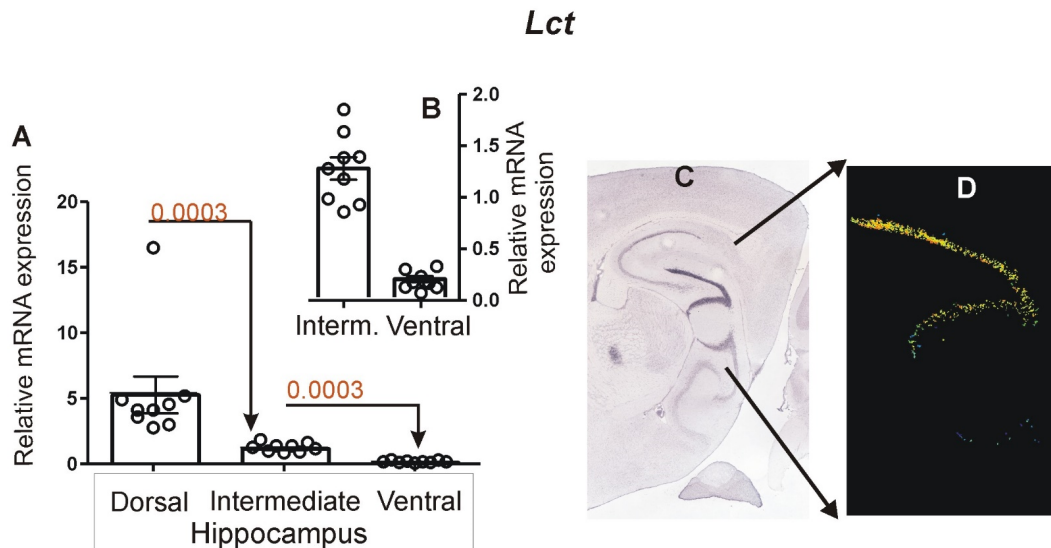 Lct
A
Relative mRNA expression
20
15
10
5
0
0.0003
0.0003
Dorsal Intermediate Ventral
Hippocampus
B
2.0
1.5
1.0
0.5
0.0
Relative mRNA
expression
Interm. Ventral
C
D